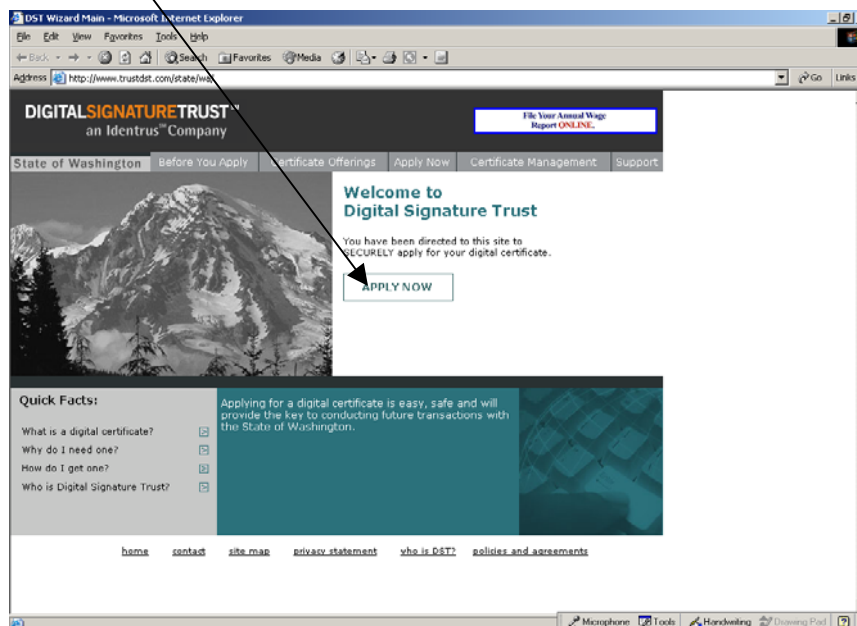 DST Wizard Main - Microsoft Internet Explorer
File Edit View Favorites Tools Help
Back Search Favorites Media
Address http://www.trustdst.com/state/wa/ Go Links
DIGITALSIGNATURETRUST℠
an Identrus℠Company
File Your Annual Wage
Report ONLINE.
State of Washington Before You Apply Certificate Offerings Apply Now Certificate Management Support
Welcome to
Digital Signature Trust
You have been directed to this site to
SECURELY apply for your digital certificate.
APPLY NOW
Quick Facts:
What is a digital certificate?
Why do I need one?
How do I get one?
Who is Digital Signature Trust?
Applying for a digital certificate is easy, safe and will
provide the key to conducting future transactions with
the State of Washington.
home contact site map privacy statement who is DST? policies and agreements
Microphone Tools Handwriting Drawing Pad